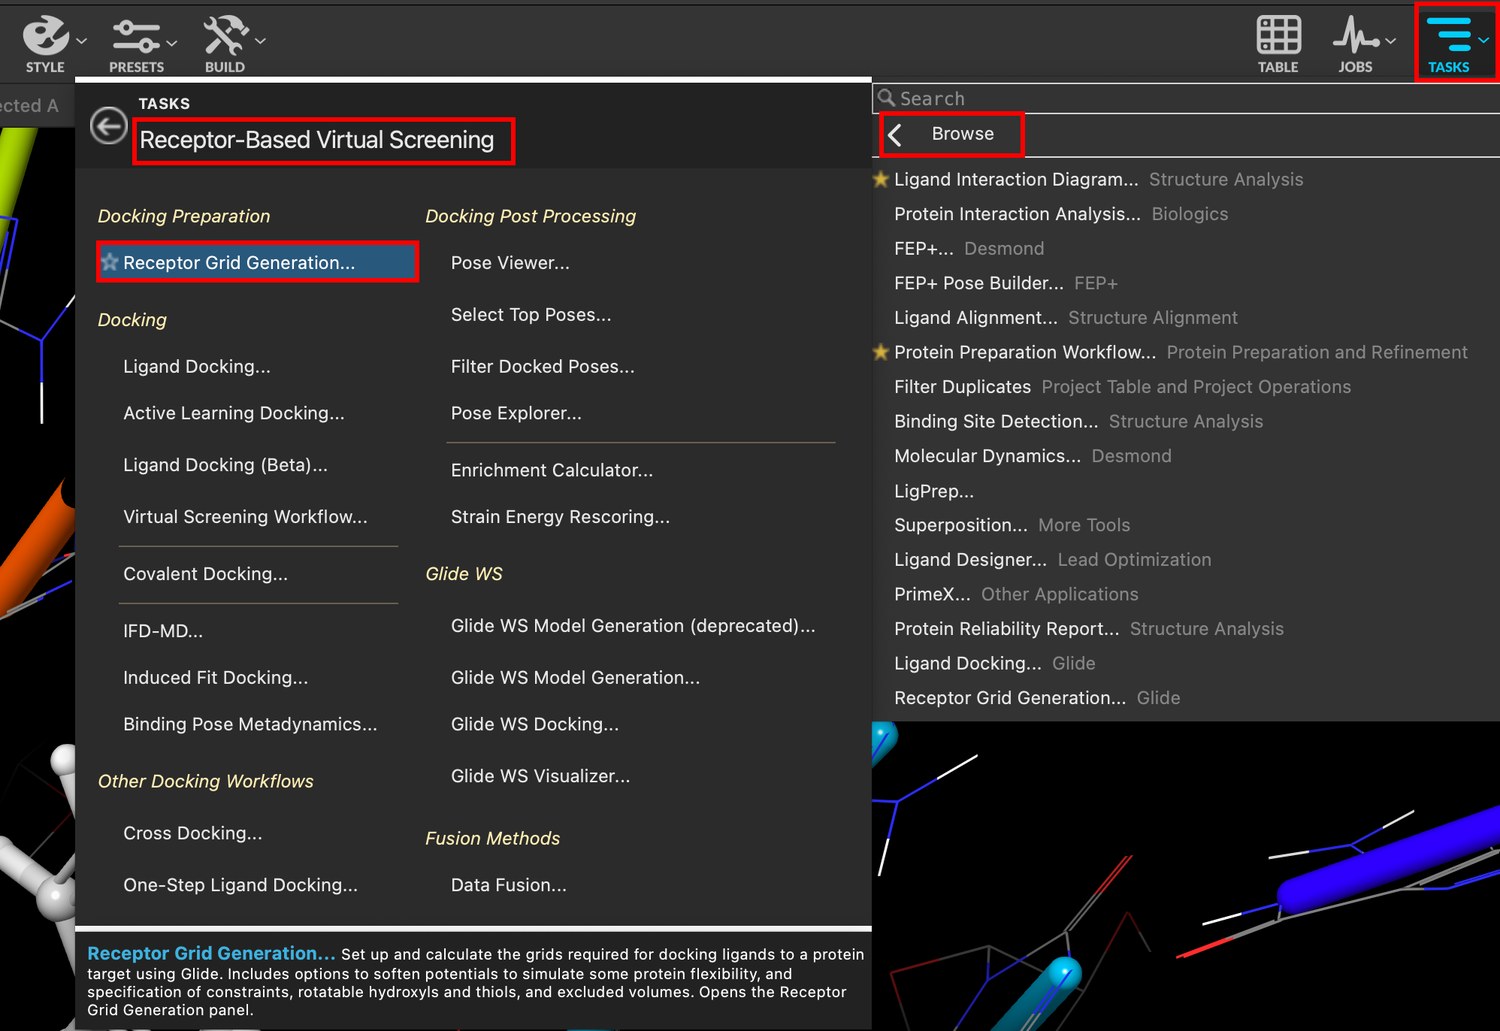 STYLE
PRESETS
BUILD
TABLE
JOBS
TASKS
ected A
TASKS
Receptor-Based Virtual Screening
Docking Preparation
Receptor Grid Generation...
Docking
Ligand Docking...
Active Learning Docking...
Ligand Docking (Beta)...
Virtual Screening Workflow...
Covalent Docking...
IFD-MD...
Induced Fit Docking...
Binding Pose Metadynamics...
Other Docking Workflows
Cross Docking...
One-Step Ligand Docking...
Docking Post Processing
Pose Viewer...
Select Top Poses...
Filter Docked Poses...
Pose Explorer...
Enrichment Calculator...
Strain Energy Rescoring...
Glide WS
Glide WS Model Generation (deprecated)...
Glide WS Model Generation...
Glide WS Docking...
Glide WS Visualizer...
Fusion Methods
Data Fusion...
Receptor Grid Generation... Set up and calculate the grids required for docking ligands to a protein
target using Glide. Includes options to soften potentials to simulate some protein flexibility, and
specification of constraints, rotatable hydroxyls and thiols, and excluded volumes. Opens the Receptor
Grid Generation panel.
Search
Browse
Ligand Interaction Diagram... Structure Analysis
Protein Interaction Analysis... Biologics
FEP+... Desmond
FEP+ Pose Builder... FEP+
Ligand Alignment... Structure Alignment
Protein Preparation Workflow... Protein Preparation and Refinement
Filter Duplicates Project Table and Project Operations
Binding Site Detection... Structure Analysis
Molecular Dynamics... Desmond
LigPrep...
Superposition... More Tools
Ligand Designer... Lead Optimization
PrimeX... Other Applications
Protein Reliability Report... Structure Analysis
Ligand Docking... Glide
Receptor Grid Generation... Glide